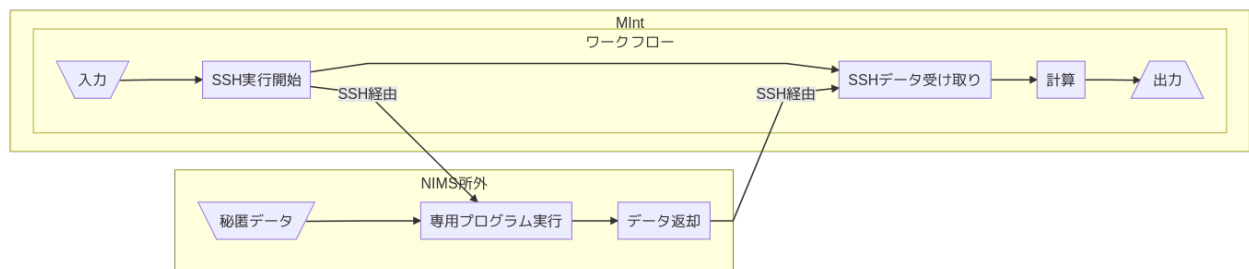 MInt
ワークフロー
入力
SSH実行開始
SSHデータ受け取り
計算
出力
SSH経由
SSH経由
NIMS所外
秘匿データ
専用プログラム実行
データ返却